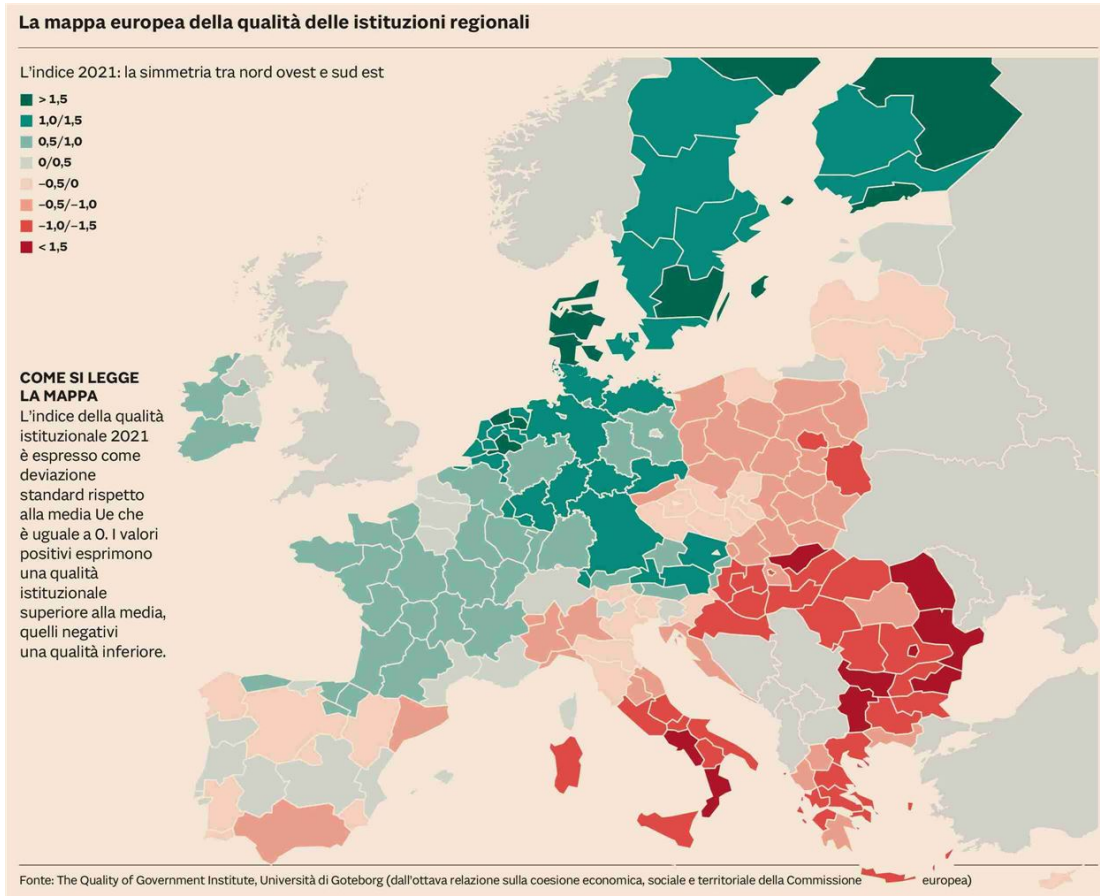 La mappa europea della qualità delle istituzioni regionali
L'indice 2021: la simmetria tra nord ovest e sud est
> 1,5
1,0/1,5
0,5/1,0
0/0,5
–0,5/0
–0,5/–1,0
–1,0/–1,5
< 1,5
COME SI LEGGE
LA MAPPA
L'indice della qualità
istituzionale 2021
è espresso come
deviazione
standard rispetto
alla media Ue che
è uguale a 0. I valori
positivi esprimono
una qualità
istituzionale
superiore alla media,
quelli negativi
una qualità inferiore.
Fonte: The Quality of Government Institute, Università di Goteborg (dall'ottava relazione sulla coesione economica, sociale e territoriale della Commissione europea)